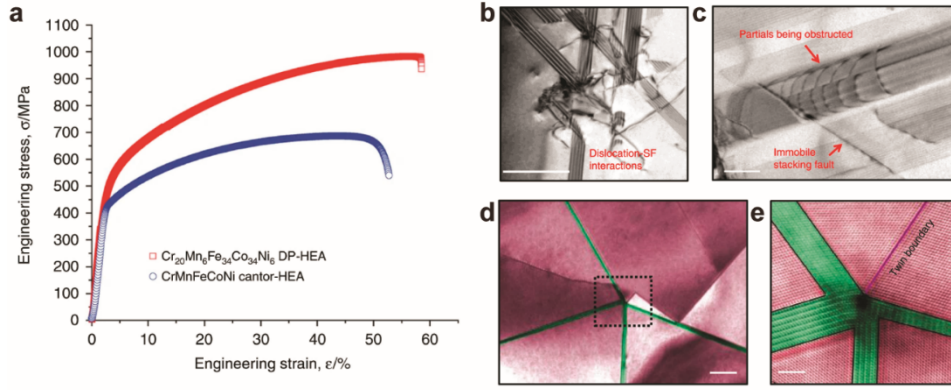 a
1100
1000
900
800
700
600
500
400
300
200
100
0
Engineering stress, σ/MPa
Cr₂₀Mn₆Fe₃₄Co₃₄Ni₆ DP-HEA
CrMnFeCoNi cantor-HEA
0 10 20 30 40 50 60
Engineering strain, ε/%
b
Dislocation-SF
interactions
c
Partials being obstructed
Immobile
stacking fault
d
e
Twin boundary